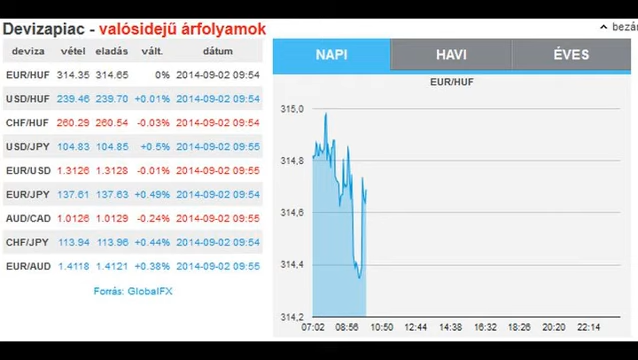 Devizapiac - valósidejű árfolyamok
deviza vétel eladás vált. dátum
EUR/HUF 314.35 314.65 0% 2014-09-02 09:54
USD/HUF 239.46 239.70 +0.01% 2014-09-02 09:54
CHF/HUF 260.29 260.54 -0.03% 2014-09-02 09:54
USD/JPY 104.83 104.85 +0.5% 2014-09-02 09:55
EUR/USD 1.3126 1.3128 -0.01% 2014-09-02 09:55
EUR/JPY 137.61 137.63 +0.49% 2014-09-02 09:54
AUD/CAD 1.0126 1.0129 -0.24% 2014-09-02 09:55
CHF/JPY 113.94 113.96 +0.44% 2014-09-02 09:54
EUR/AUD 1.4118 1.4121 +0.38% 2014-09-02 09:55
Forrás: GlobalFX
bezár
NAPI HAVI ÉVES
EUR/HUF
315,0
314,8
314,6
314,4
314,2
07:02 08:56 10:50 12:44 14:38 16:32 18:26 20:20 22:14